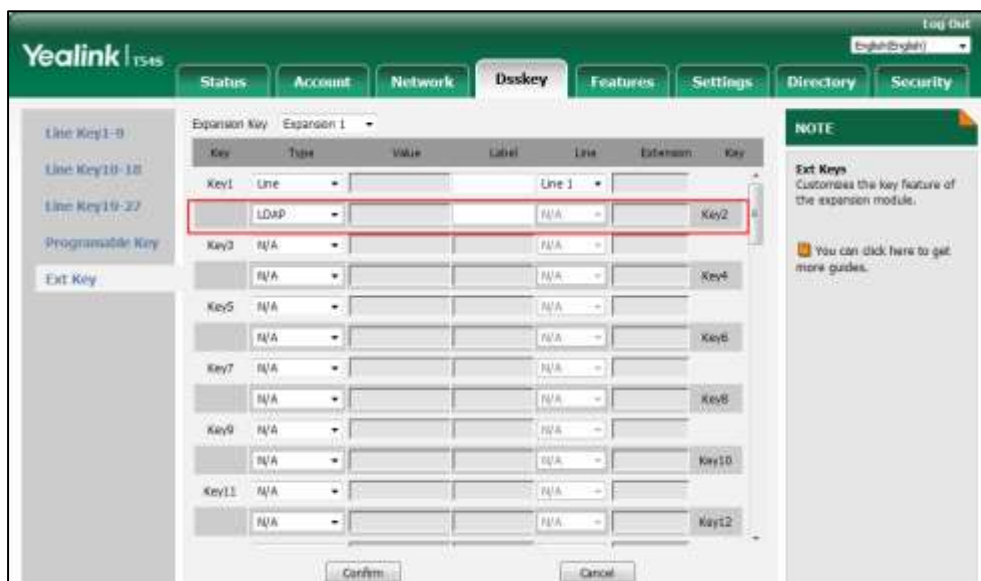 Log Out
Yealink T54S
English(English)
Status Account Network Dsskey Features Settings Directory Security
Line Key1-9
Line Key10-18
Line Key19-27
Programable Key
Ext Key
Expansion Key Expansion 1
Key Type Value Label Line Extension Key
Key1 Line Line 1
LDAP N/A Key2
Key3 N/A N/A
N/A N/A Key4
Key5 N/A N/A
N/A N/A Key6
Key7 N/A N/A
N/A N/A Key8
Key9 N/A N/A
N/A N/A Key10
Key11 N/A N/A
N/A N/A Key12
Confirm Cancel
NOTE
Ext Keys
Customizes the key feature of
the expansion module.
You can click here to get
more guides.